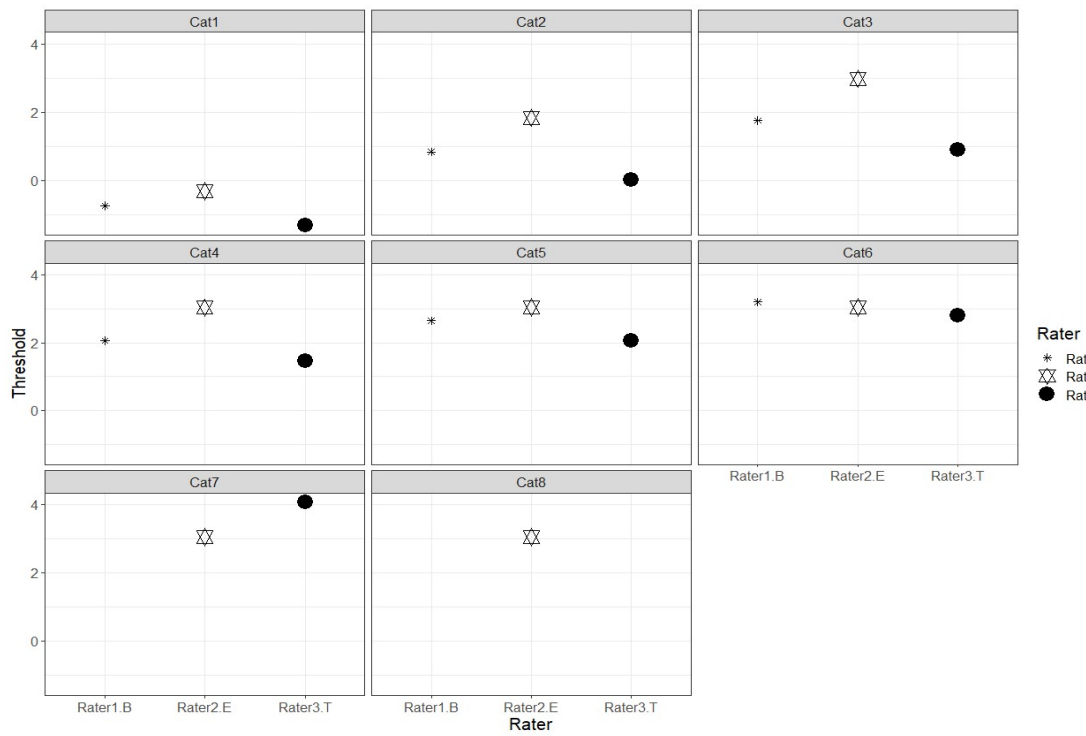 Cat1 Cat2 Cat3
4
2
0
Cat4 Cat5 Cat6
4
2
0
Threshold
Rater
Rat
Rat
Rat
Rater1.B Rater2.E Rater3.T
Cat7 Cat8
4
2
0
Rater1.B Rater2.E Rater3.T Rater1.B Rater2.E Rater3.T
Rater